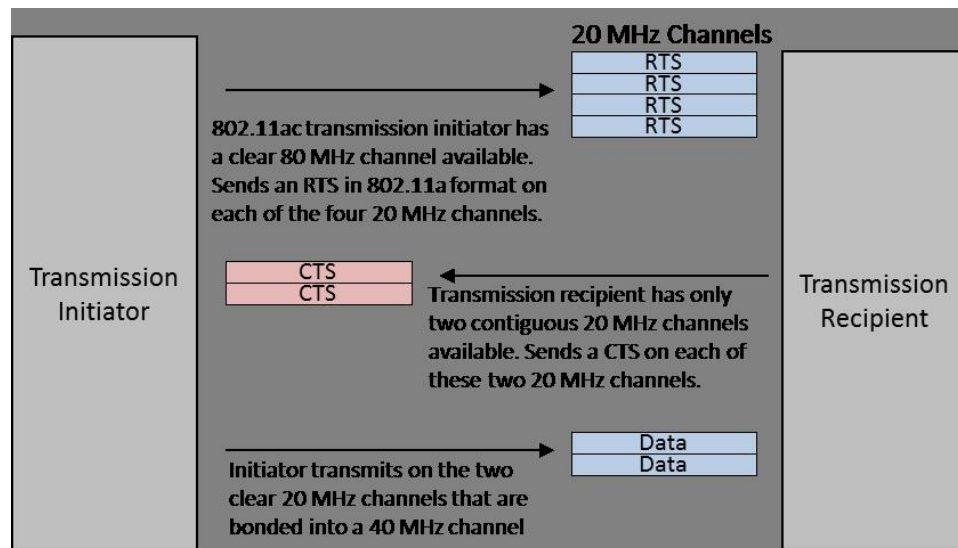 20 MHz Channels
RTS
RTS
RTS
RTS
802.11ac transmission initiator has
a clear 80 MHz channel available.
Sends an RTS in 802.11a format on
each of the four 20 MHz channels.
Transmission
Initiator
CTS
CTS
Transmission recipient has only
two contiguous 20 MHz channels
available. Sends a CTS on each of
these two 20 MHz channels.
Transmission
Recipient
Data
Data
Initiator transmits on the two
clear 20 MHz channels that are
bonded into a 40 MHz channel